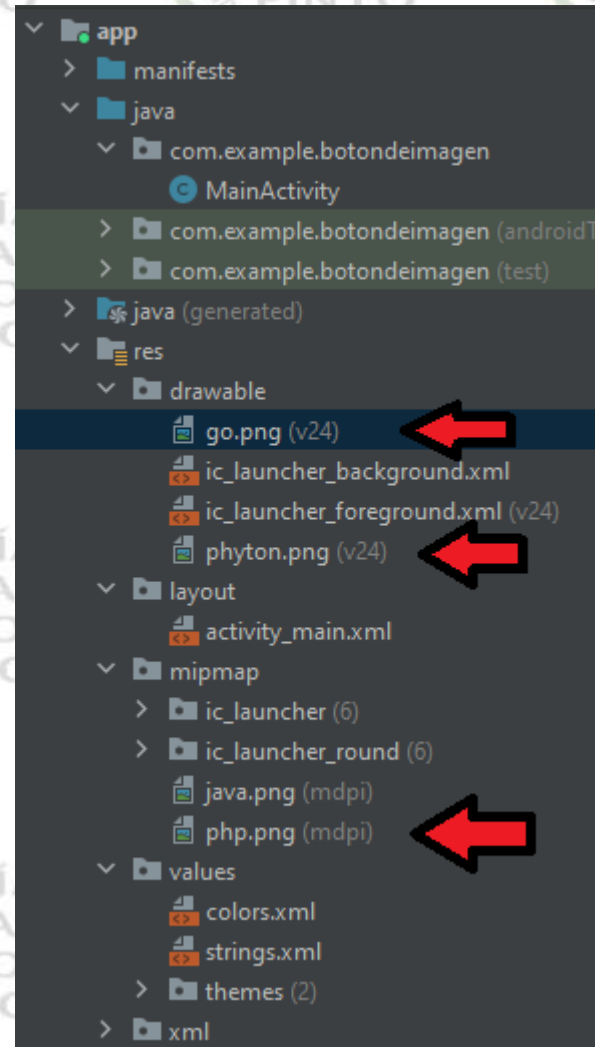 app
manifests
java
com.example.botondeimagen
MainActivity
com.example.botondeimagen (androidT
com.example.botondeimagen (test)
java (generated)
res
drawable
go.png (v24)
ic_launcher_background.xml
ic_launcher_foreground.xml (v24)
phyton.png (v24)
layout
activity_main.xml
mipmap
ic_launcher (6)
ic_launcher_round (6)
java.png (mdpi)
php.png (mdpi)
values
colors.xml
strings.xml
themes (2)
xml